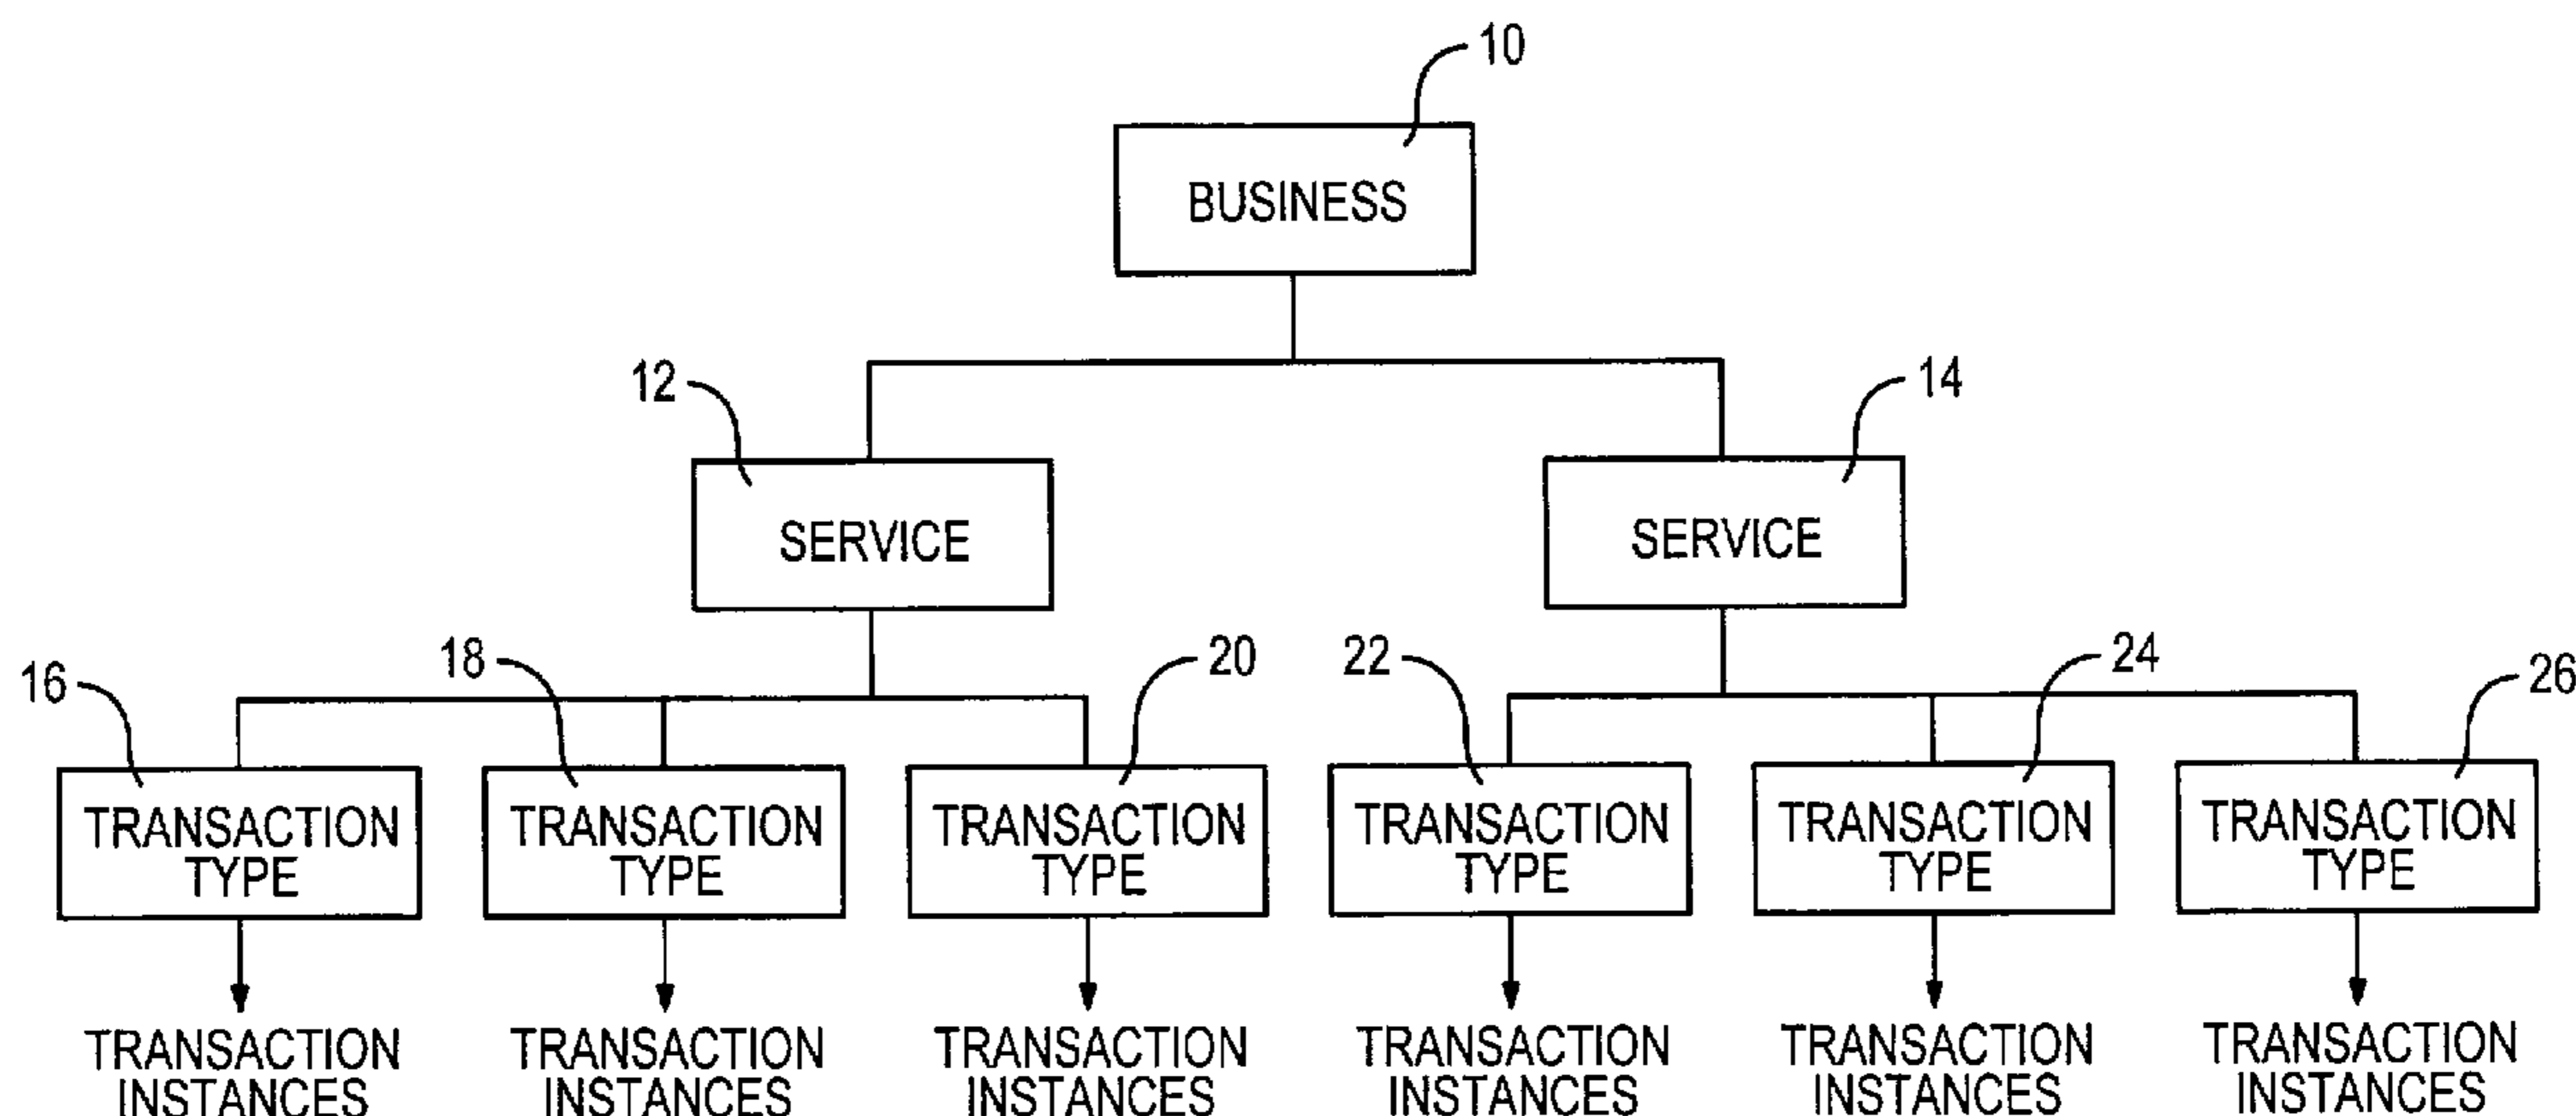 10
BUSINESS
12
14
SERVICE
SERVICE
16
18
20
22
24
26
TRANSACTION
TYPE
TRANSACTION
TYPE
TRANSACTION
TYPE
TRANSACTION
TYPE
TRANSACTION
TYPE
TRANSACTION
TYPE
TRANSACTION
INSTANCES
TRANSACTION
INSTANCES
TRANSACTION
INSTANCES
TRANSACTION
INSTANCES
TRANSACTION
INSTANCES
TRANSACTION
INSTANCES